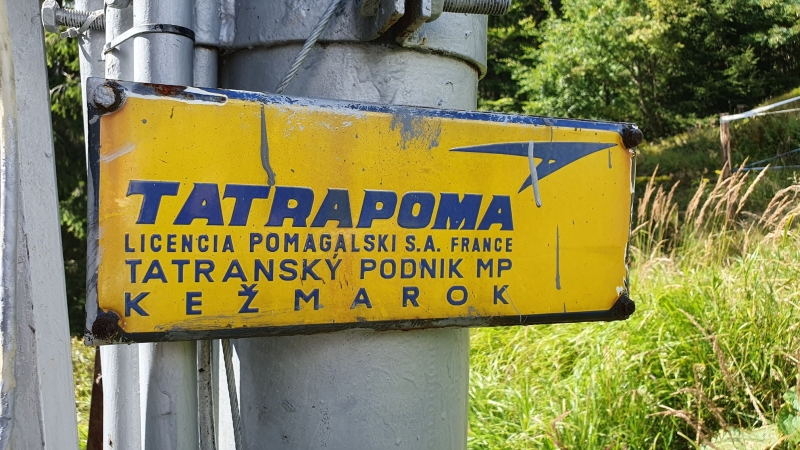 TATRAPOMA
LICENCIA POMAGALSKI S.A. FRANCE
TATRANSKÝ PODNIK MP
KEŽMAROK